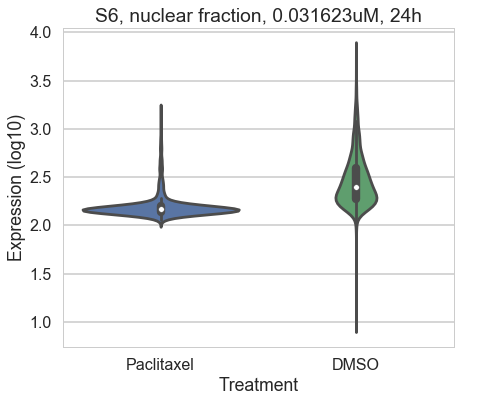 S6, nuclear fraction, 0.031623uM, 24h
Expression (log10)
4.0
3.5
3.0
2.5
2.0
1.5
1.0
Paclitaxel
DMSO
Treatment